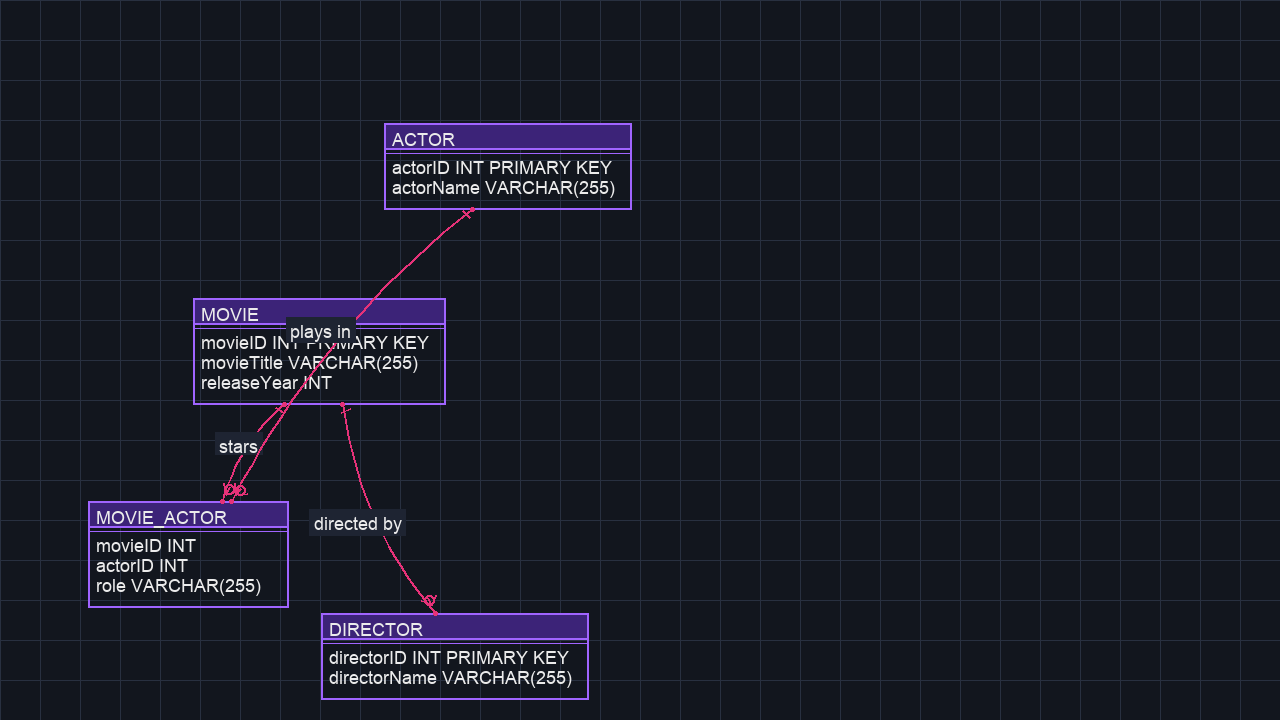 ACTOR
actorID INT PRIMARY KEY
actorName VARCHAR(255)
MOVIE
plays in
movieID INT PRIMARY KEY
movieTitle VARCHAR(255)
releaseYear INT
stars
MOVIE_ACTOR
movieID INT
actorID INT
role VARCHAR(255)
directed by
DIRECTOR
directorID INT PRIMARY KEY
directorName VARCHAR(255)